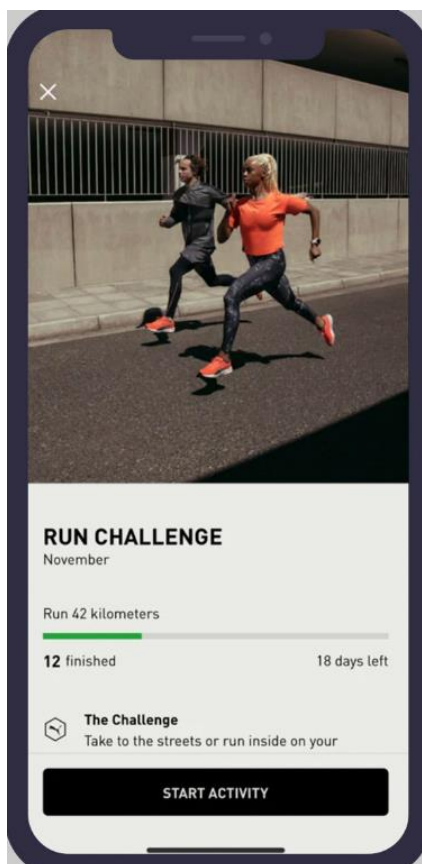 RUN CHALLENGE
November
Run 42 kilometers
12 finished
18 days left
The Challenge
Take to the streets or run inside on your
START ACTIVITY